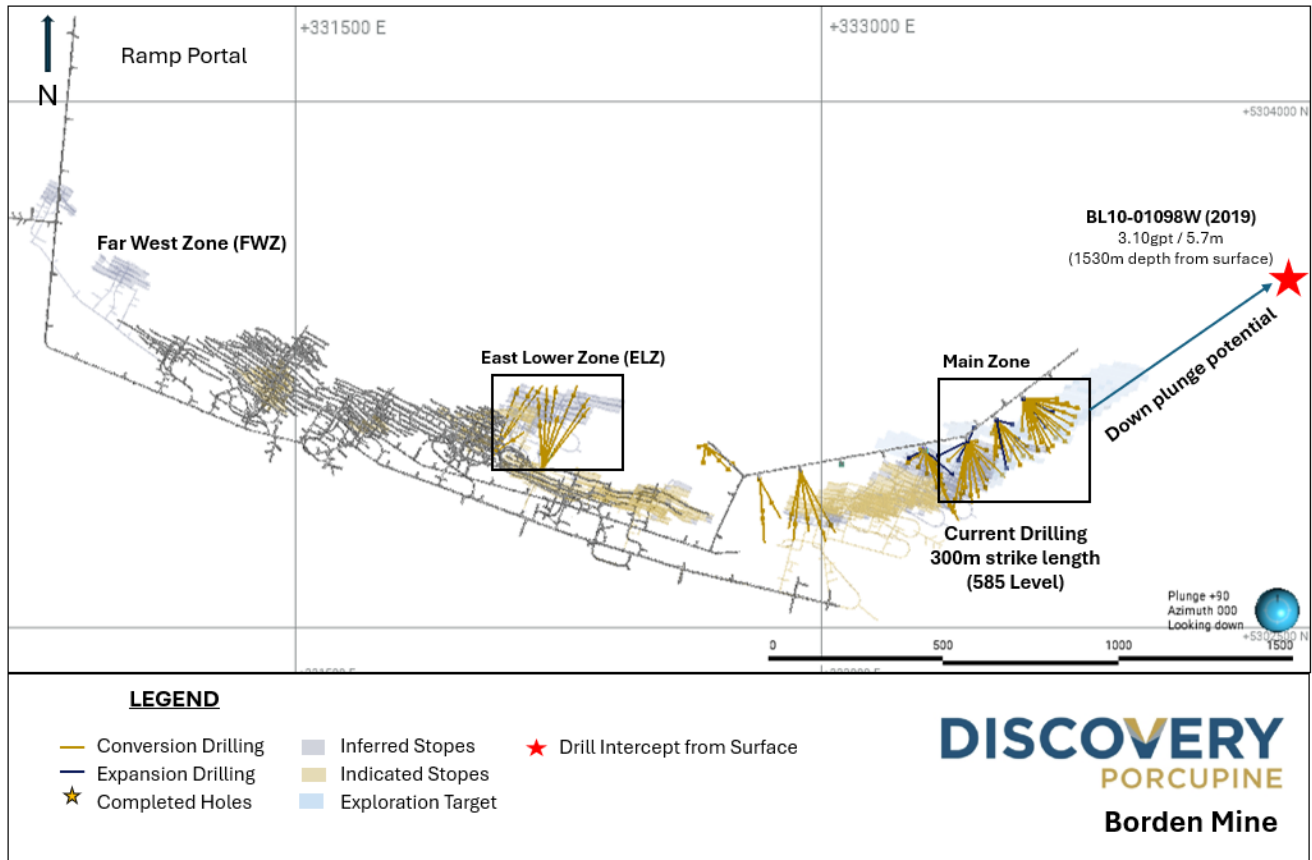 +331500 E
+333000 E
Ramp Portal
N
+5304000 N
BL10-01098W (2019)
3.10gpt / 5.7m
(1530m depth from surface)
Far West Zone (FWZ)
East Lower Zone (ELZ)
Main Zone
Down plunge potential
Current Drilling
300m strike length
(585 Level)
Plunge +90
Azimuth 000
Looking down
+5302500 N
0 500 1000 1500
+331500 E
+333000 E
LEGEND
Conversion Drilling
Expansion Drilling
Completed Holes
Inferred Stopes
Indicated Stopes
Exploration Target
Drill Intercept from Surface
DISCOVERY
PORCUPINE
Borden Mine